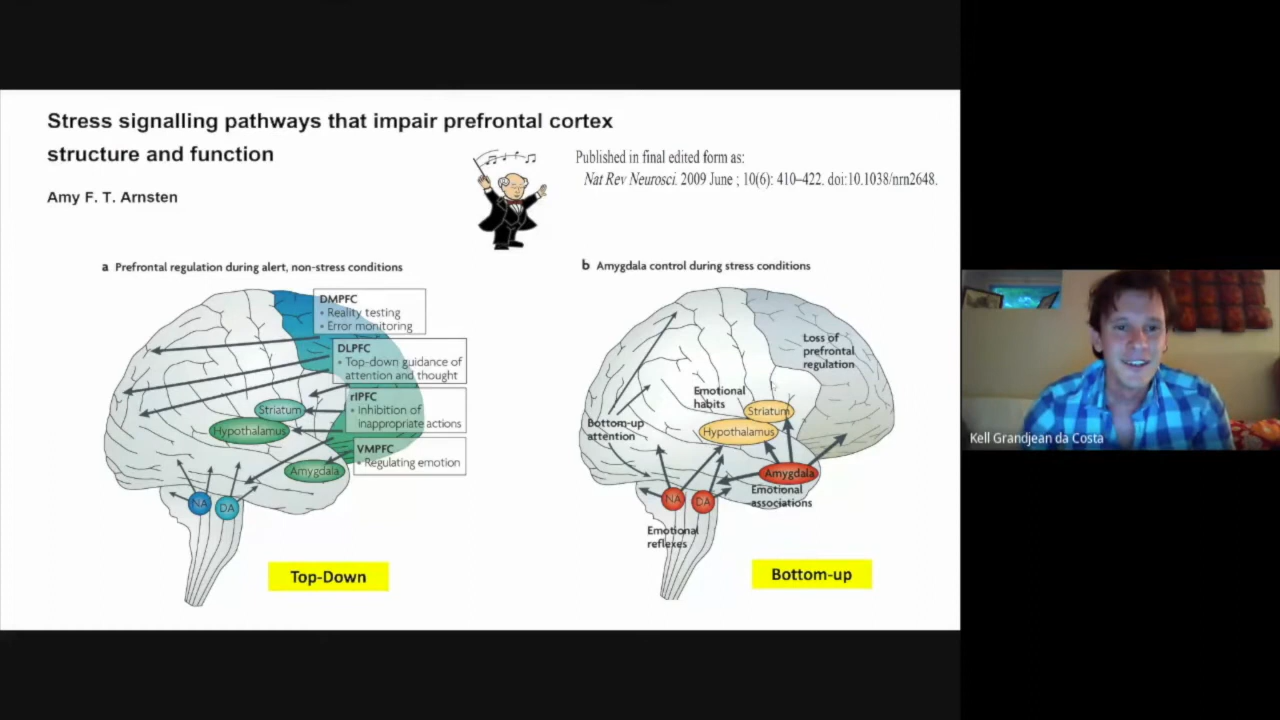 Stress signalling pathways that impair prefrontal cortex
structure and function
Amy F. T. Arnsten
Published in final edited form as:
Nat Rev Neurosci. 2009 June ; 10(6): 410–422. doi:10.1038/nrn2648.
a Prefrontal regulation during alert, non-stress conditions
DMPFC
• Reality testing
• Error monitoring
DLPFC
• Top-down guidance of
attention and thought
rlPFC
• Inhibition of
inappropriate actions
VMPFC
• Regulating emotion
Striatum
Hypothalamus
Amygdala
NA
DA
Top-Down
b Amygdala control during stress conditions
Loss of
prefrontal
regulation
Emotional
habits
Striatum
Hypothalamus
Bottom-up
attention
Amygdala
Emotional
associations
NA
DA
Emotional
reflexes
Bottom-up
Kell Grandjean da Costa